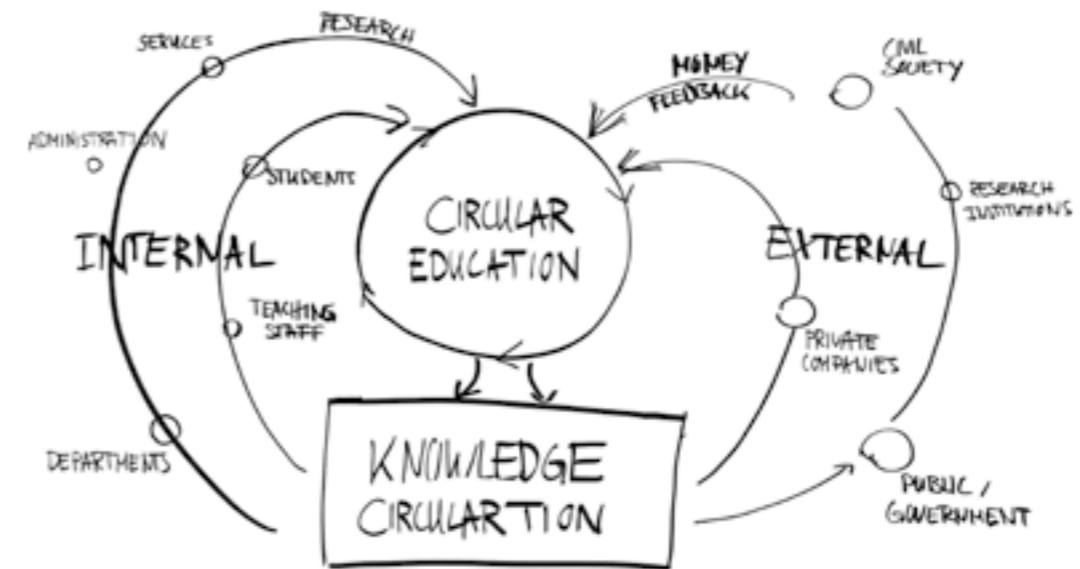 SERVICES
RESEARCH
ADMINISTRATION
STUDENTS
INTERNAL
TEACHING
STAFF
DEPARTMENTS
CIRCULAR
EDUCATION
MONEY
FEEDBACK
CIVIL
SOCIETY
RESEARCH
INSTITUTIONS
EXTERNAL
PRIVATE
COMPANIES
PUBLIC /
GOVERNMENT
KNOWLEDGE
CIRCULARTION